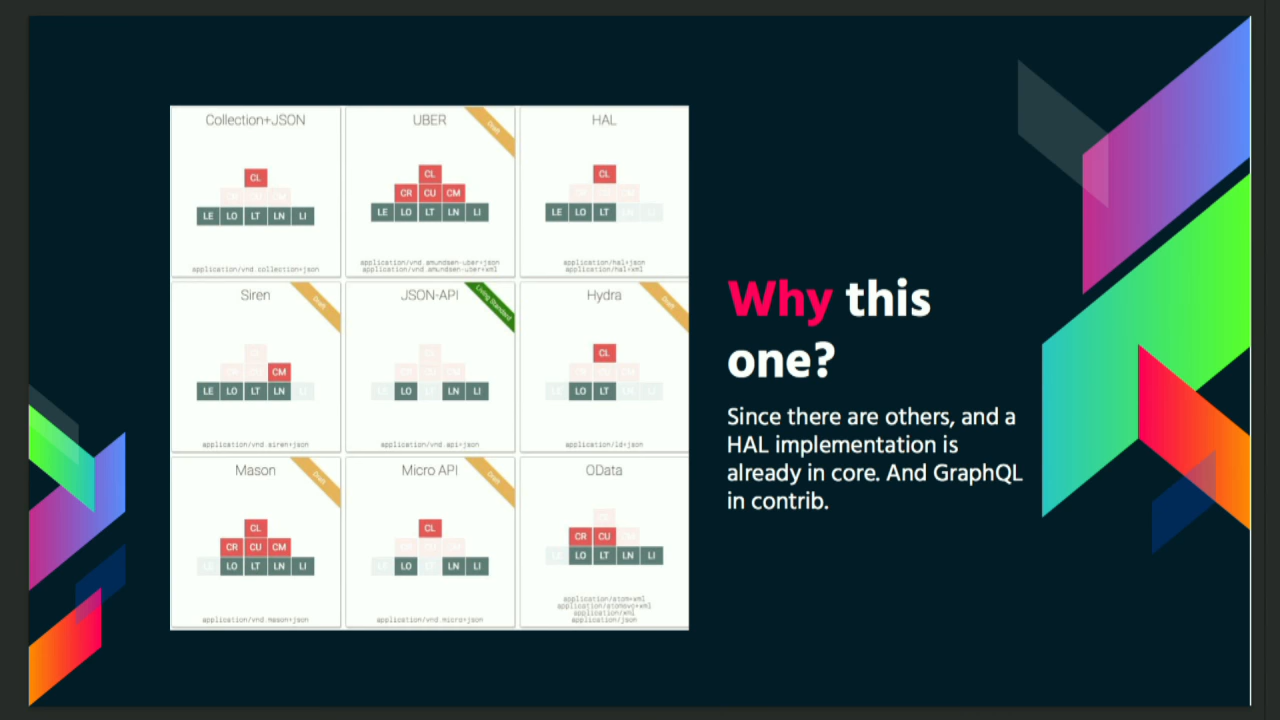 Collection+JSON
CL
LE LO LT LN LI
application/vnd.collection+json
UBER
Draft
CL
CR CU CM
LE LO LT LN LI
application/vnd.amundsen-uber+json
application/vnd.amundsen-uber+xml
HAL
CL
LE LO LT
application/hal+json
application/hal+xml
Siren
Draft
CM
LE LO LT LN
application/vnd.siren+json
JSON-API
Living Standard
LO LN LI
application/vnd.api+json
Hydra
Draft
CL
LO LT
application/ld+json
Mason
Draft
CL
CR CU CM
LO LT LN LI
application/vnd.mason+json
Micro API
Draft
CL
LO LN LI
application/vnd.micro+json
OData
CR CU
LO LT LN LI
application/atom+xml
application/atomsvc+xml
application/xml
application/json
Why this
one?
Since there are others, and a
HAL implementation is
already in core. And GraphQL
in contrib.